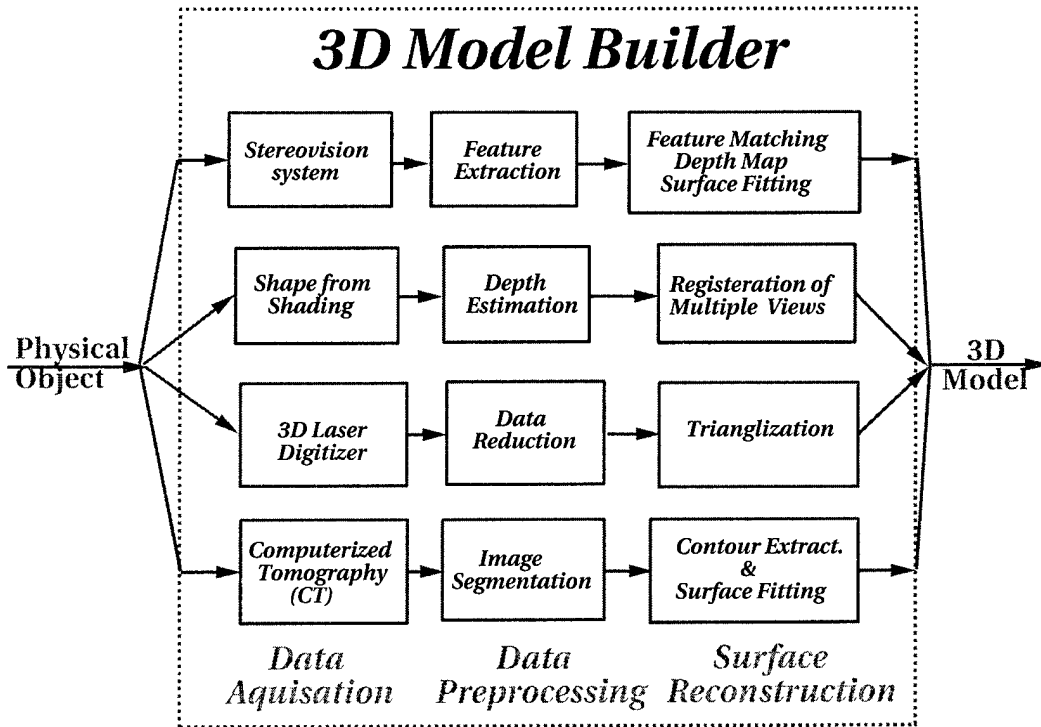 3D Model Builder
Stereovision
system
Feature
Extraction
Feature Matching
Depth Map
Surface Fitting
Shape from
Shading
Depth
Estimation
Registeration of
Multiple Views
Physical
Object
3D
Model
3D Laser
Digitizer
Data
Reduction
Trianglization
Computerized
Tomography
(CT)
Image
Segmentation
Contour Extract.
&
Surface Fitting
Data
Aquisation
Data
Preprocessing
Surface
Reconstruction